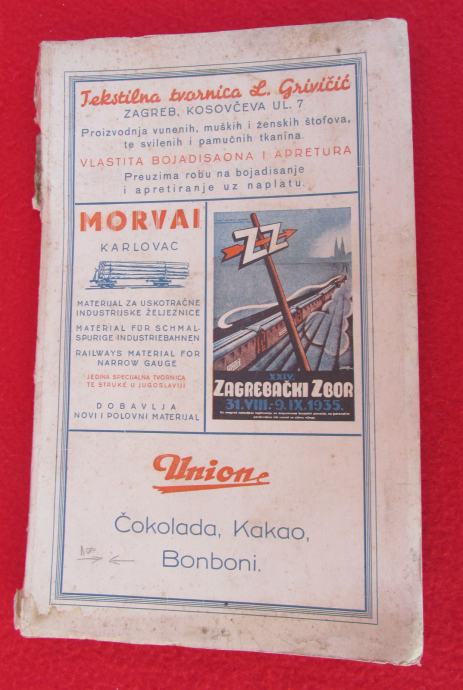 Tekstilna tvornica L. Grivičić
ZAGREB, KOSOVČEVA UL. 7
Proizvodnja vunenih, muških i ženskih štofova,
te svilenih i pamučnih tkanina.
VLASTITA BOJADISAONA I APRETURA
Preuzima robu na bojadisanje
i apretiranje uz naplatu.
MORVAI
KARLOVAC
MATERIJAL ZA USKOTRAČNE
INDUSTRIJSKE ŽELJEZNICE
MATERIAL FÜR SCHMAL-
SPURIGE INDUSTRIEBAHNEN
RAILWAYS MATERIAL FOR
NARROW GAUGE
JEDINA SPECIJALNA TVORNICA
TE STRUKE U JUGOSLAVIJI
DOBAVLJA
NOVI I POLOVNI MATERIJAL
ZZ
XXIV
ZAGREBAČKI ZBOR
31.VIII.-9.IX.1935.
Union
Čokolada, Kakao,
Bonboni.